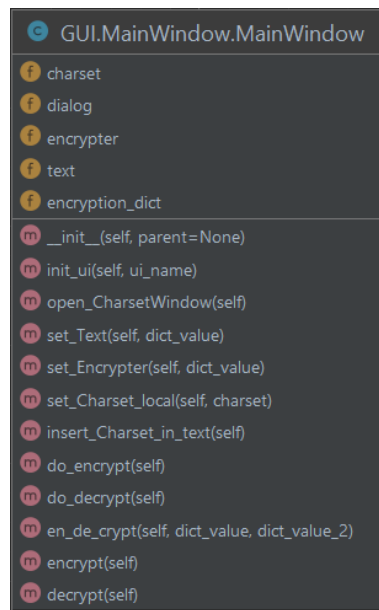 C GUI.MainWindow.MainWindow
f charset
f dialog
f encrypter
f text
f encryption_dict
m __init__(self, parent=None)
m init_ui(self, ui_name)
m open_CharsetWindow(self)
m set_Text(self, dict_value)
m set_Encrypter(self, dict_value)
m set_Charset_local(self, charset)
m insert_Charset_in_text(self)
m do_encrypt(self)
m do_decrypt(self)
m en_de_crypt(self, dict_value, dict_value_2)
m encrypt(self)
m decrypt(self)